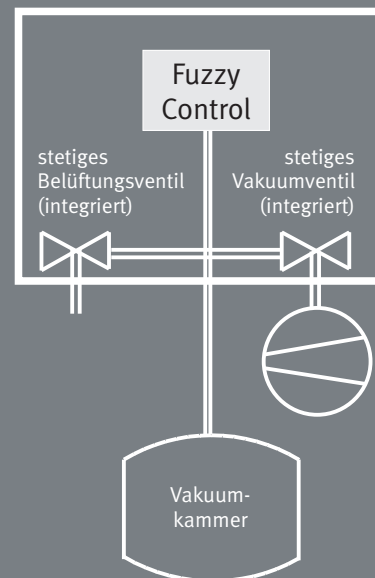 Fuzzy
Control
stetiges
Belüftungsventil
(integriert)
stetiges
Vakuumventil
(integriert)
Vakuum-
kammer